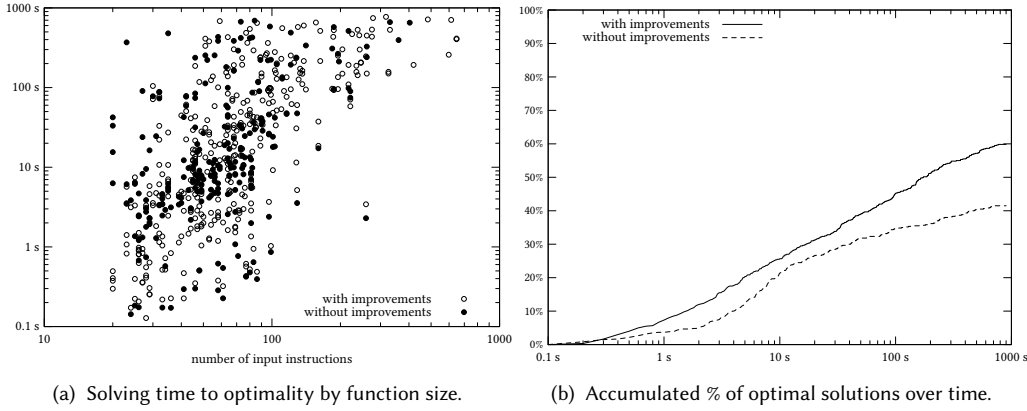 1000 s
100 s
10 s
1 s
0.1 s
10
100
1000
number of input instructions
with improvements
without improvements
(a) Solving time to optimality by function size.
100%
90%
80%
70%
60%
50%
40%
30%
20%
10%
0%
0.1 s
1 s
10 s
100 s
1000 s
with improvements
without improvements
(b) Accumulated % of optimal solutions over time.